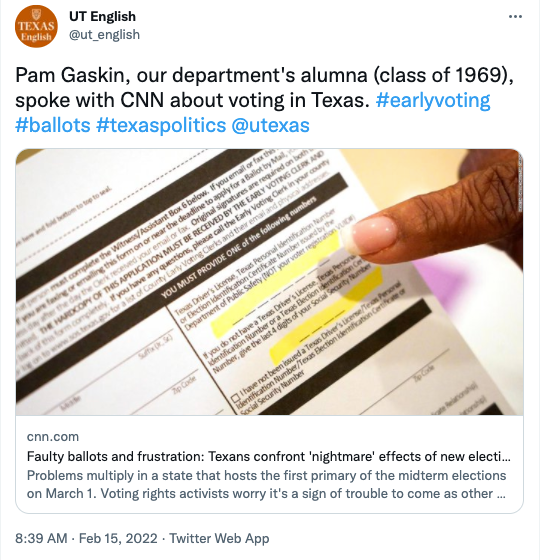 TEXAS
English
UT English
@ut_english
Pam Gaskin, our department's alumna (class of 1969),
spoke with CNN about voting in Texas. #earlyvoting
#ballots #texaspolitics @utexas
YOU MUST PROVIDE ONE of the following numbers
Texas Driver's License, Texas Personal Identification Number
or Election Identification Certificate Number issued by the
Department of Public Safety (NOT your voter registration VUID#)
If you do not have a Texas Driver's License, Texas Personal
Identification Number or a Texas Election Identification
Number, give the last 4 digits of your Social Security Number
I have not been issued a Texas Driver's License/Texas Personal
Identification Number/Texas Election Identification Certificate or
Social Security Number
Suffix (Jr, Sr)
Middle
Zip Code
Zip Code
cnn.com
Faulty ballots and frustration: Texans confront 'nightmare' effects of new electi...
Problems multiply in a state that hosts the first primary of the midterm elections
on March 1. Voting rights activists worry it's a sign of trouble to come as other ...
8:39 AM · Feb 15, 2022 · Twitter Web App